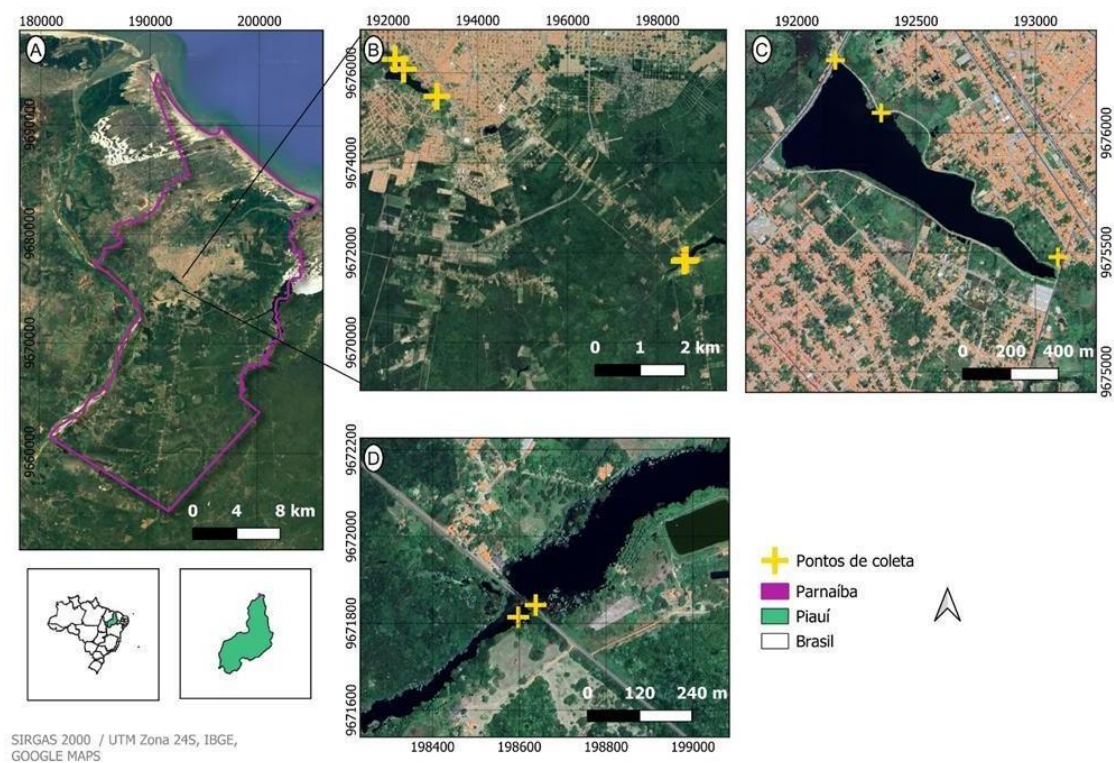 180000 190000 200000
A
9690000
9680000
9670000
9660000
0 4 8 km
192000 194000 196000 198000
B
9676000
9674000
9672000
9670000
0 1 2 km
192000 192500 193000
C
9676000
9675500
9675000
0 200 400 m
D
9672200
9672000
9671800
9671600
0 120 240 m
198400 198600 198800 199000
Pontos de coleta
Parnaíba
Piauí
Brasil
SIRGAS 2000 / UTM Zona 24S, IBGE,
GOOGLE MAPS